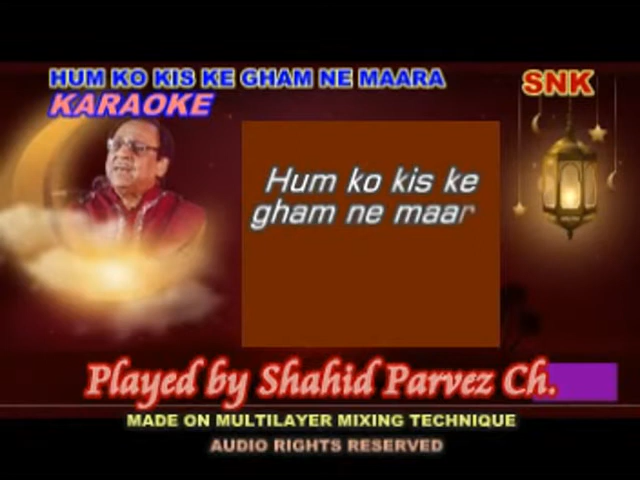 HUM KO KIS KE GHAM NE MAARA
SNK
KARAOKE
Hum ko kis ke
gham ne maar
Played by Shahid Parvez Ch.
MADE ON MULTILAYER MIXING TECHNIQUE
AUDIO RIGHTS RESERVED